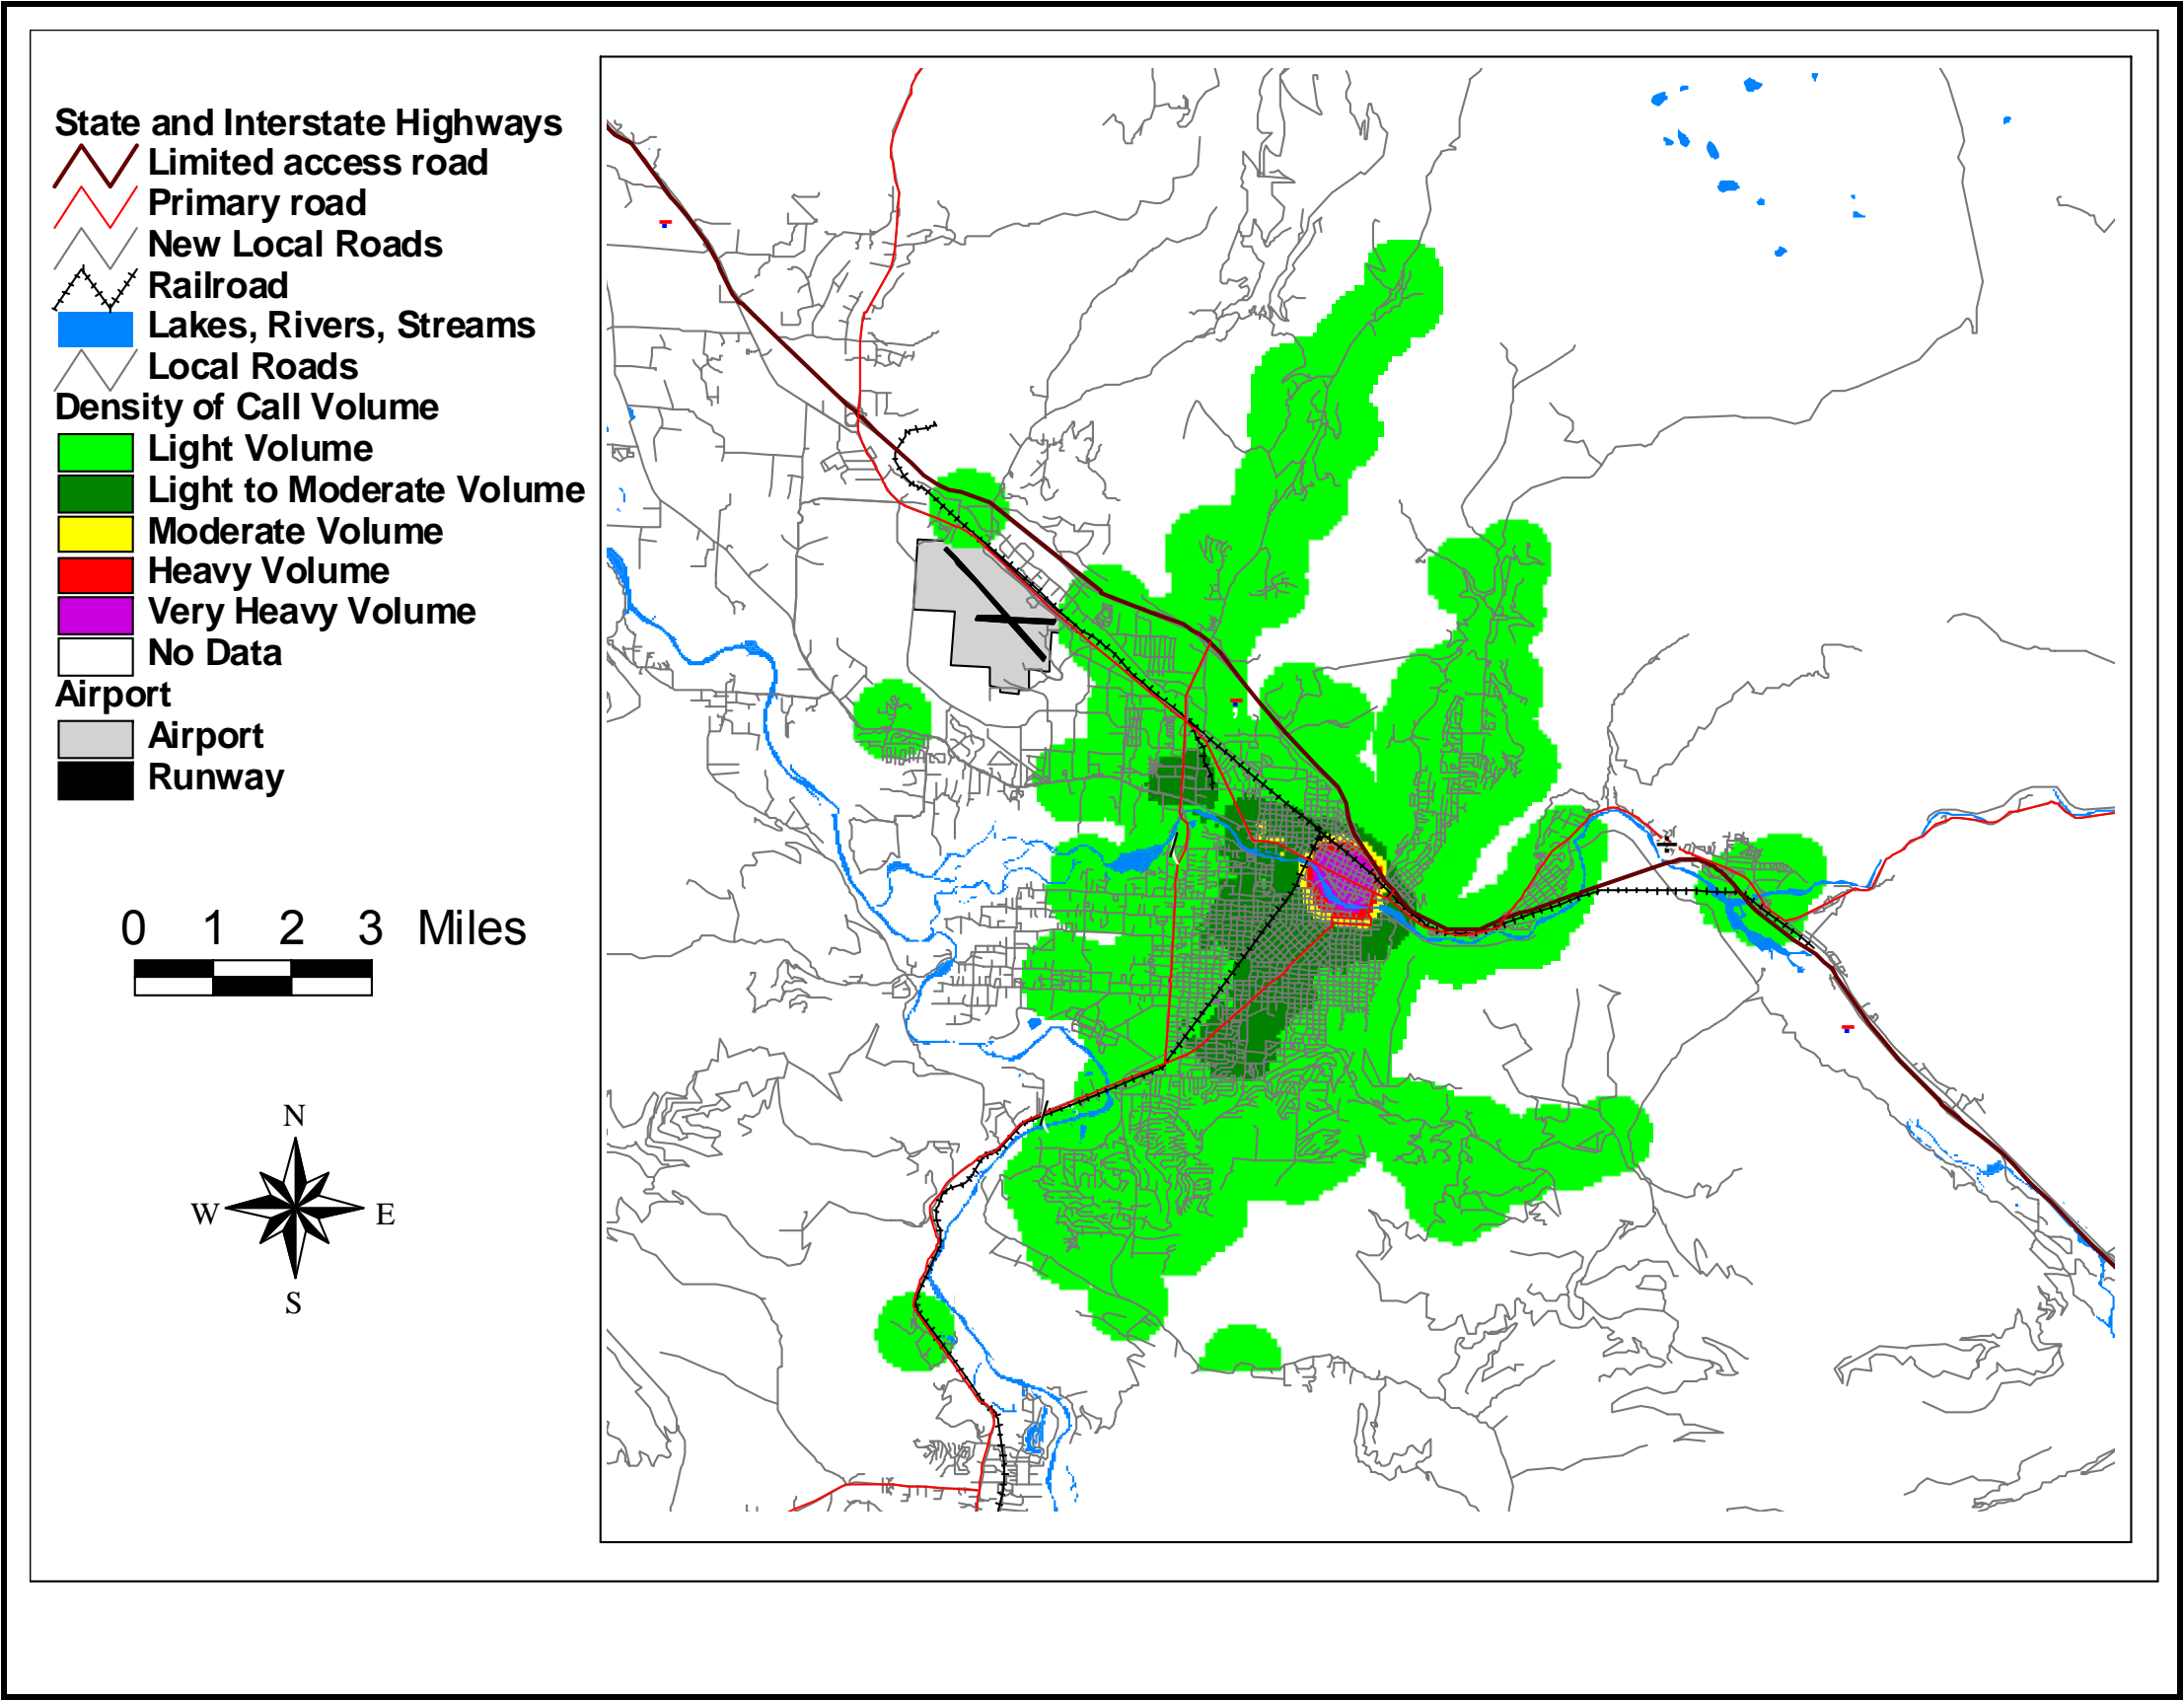 State and Interstate Highways
Limited access road
Primary road
New Local Roads
Railroad
Lakes, Rivers, Streams
Local Roads
Density of Call Volume
Light Volume
Light to Moderate Volume
Moderate Volume
Heavy Volume
Very Heavy Volume
No Data
Airport
Airport
Runway
0 1 2 3 Miles
N
W E
S